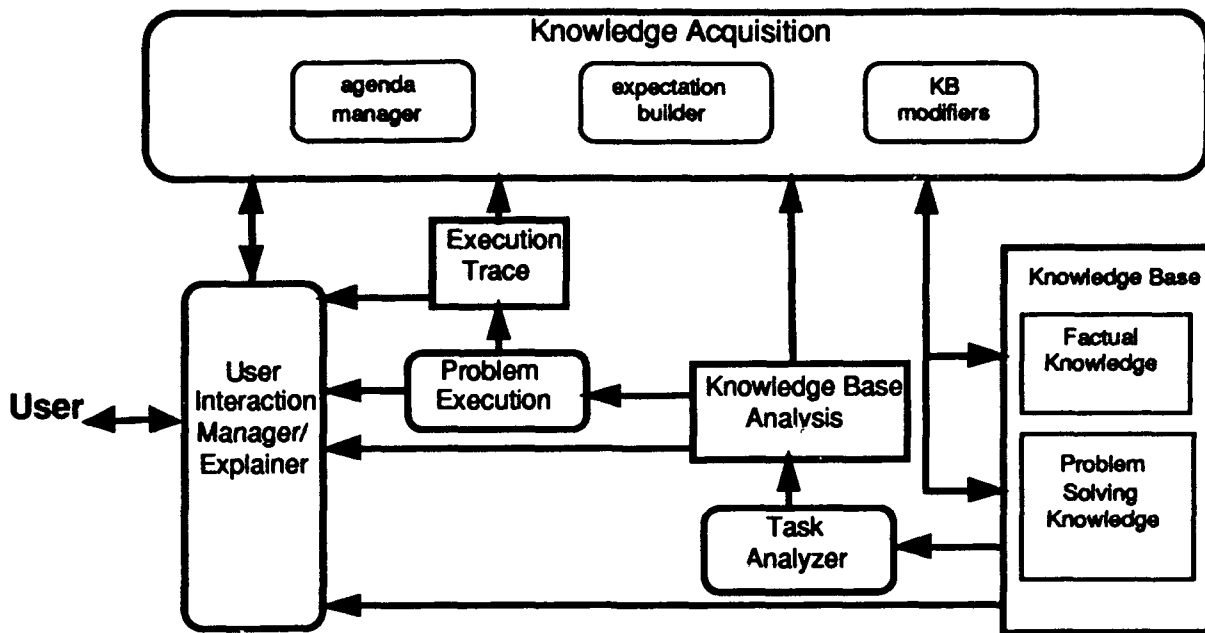 Knowledge Acquisition
agenda
manager
expectation
builder
KB
modifiers
Execution
Trace
Knowledge Base
Factual
Knowledge
User
Interaction
Manager/
Explainer
Problem
Execution
Knowledge Base
Analysis
User
Problem
Solving
Knowledge
Task
Analyzer